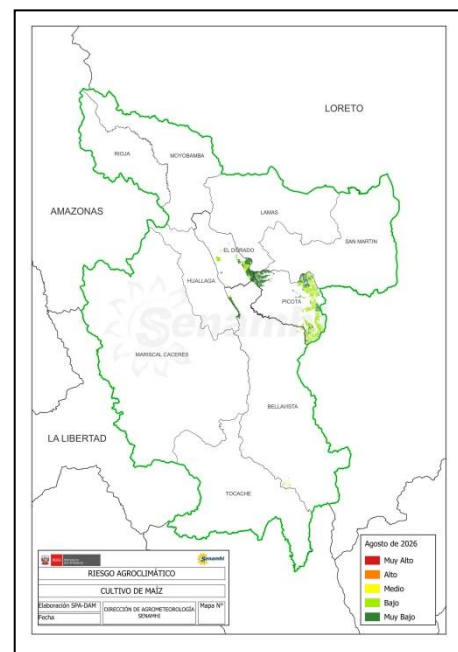 LORETO
RIOJA
MOYOBAMBA
LAMAS
AMAZONAS
SAN MARTIN
EL DORADO
HUALLAGA
PICOTA
Senamhi
MARISCAL CACERES
BELLAVISTA
LA LIBERTAD
TOCACHE
PERÚ
Senamhi
RIESGO AGROCLIMÁTICO
CULTIVO DE MAÍZ
Elaboración SPA-DAM
DIRECCIÓN DE AGROMETEOROLOGÍA
SENAMHI
Mapa N°
Fecha
Agosto de 2026
Muy Alto
Alto
Medio
Bajo
Muy Bajo